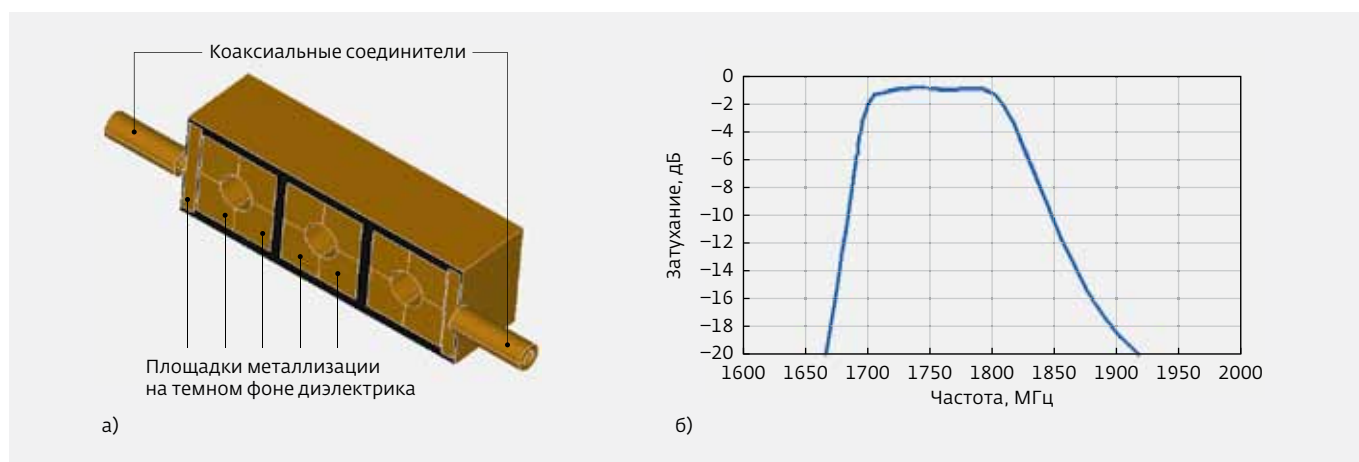 Коаксиальные соединители
Площадки металлизации
на темном фоне диэлектрика
а)
Затухание, дБ
0
−2
−4
−6
−8
−10
−12
−14
−16
−18
−20
1600 1650 1700 1750 1800 1850 1900 1950 2000
Частота, МГц
б)